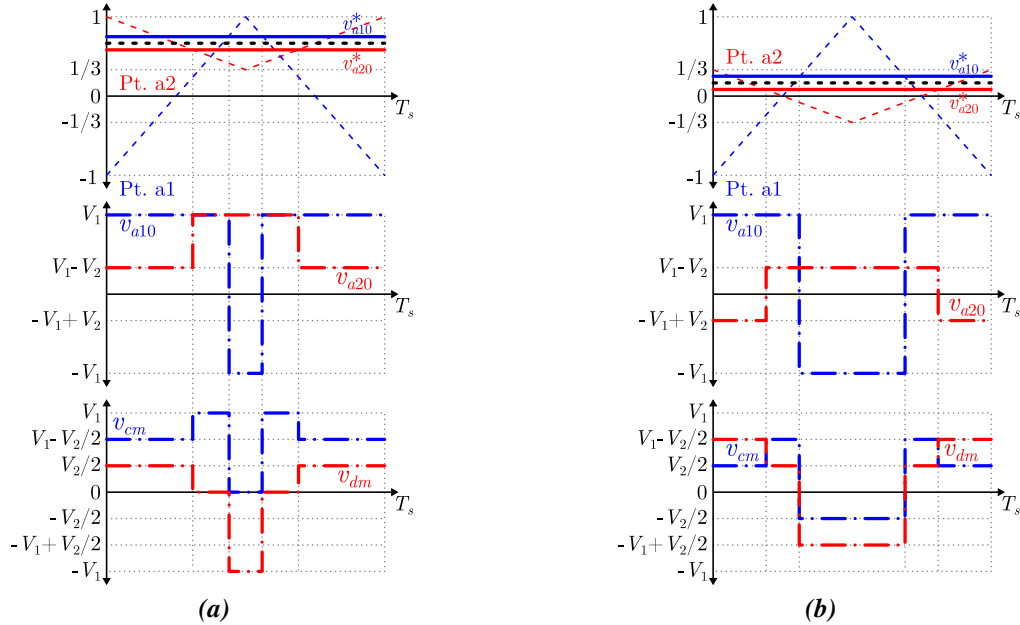 1
v*a10
1/3
Pt. a2
v*a20
0
Ts
-1/3
-1
Pt. a1
V1
va10
V1 - V2
va20
Ts
-V1 + V2
-V1
V1
vcm
V1 - V2/2
V2/2
vdm
0
Ts
-V2/2
-V1 + V2/2
-V1
(a)
1
Pt. a2
v*a10
1/3
0
v*a20
Ts
-1/3
-1
Pt. a1
V1
va10
V1 - V2
Ts
-V1 + V2
va20
-V1
V1
V1 - V2/2
vcm
vdm
V2/2
0
Ts
-V2/2
-V1 + V2/2
-V1
(b)